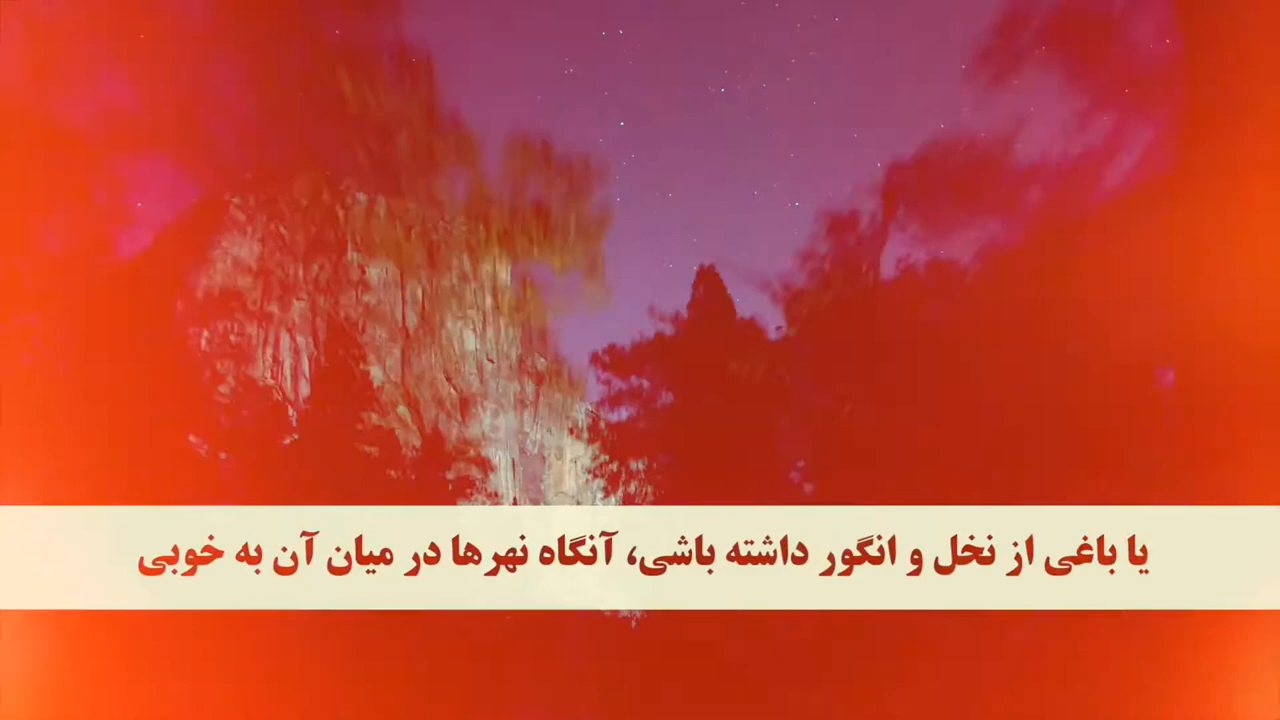 یا باغی از نخل و انگور داشته باشی، آنگاه نهرها در میان آن به خوبی